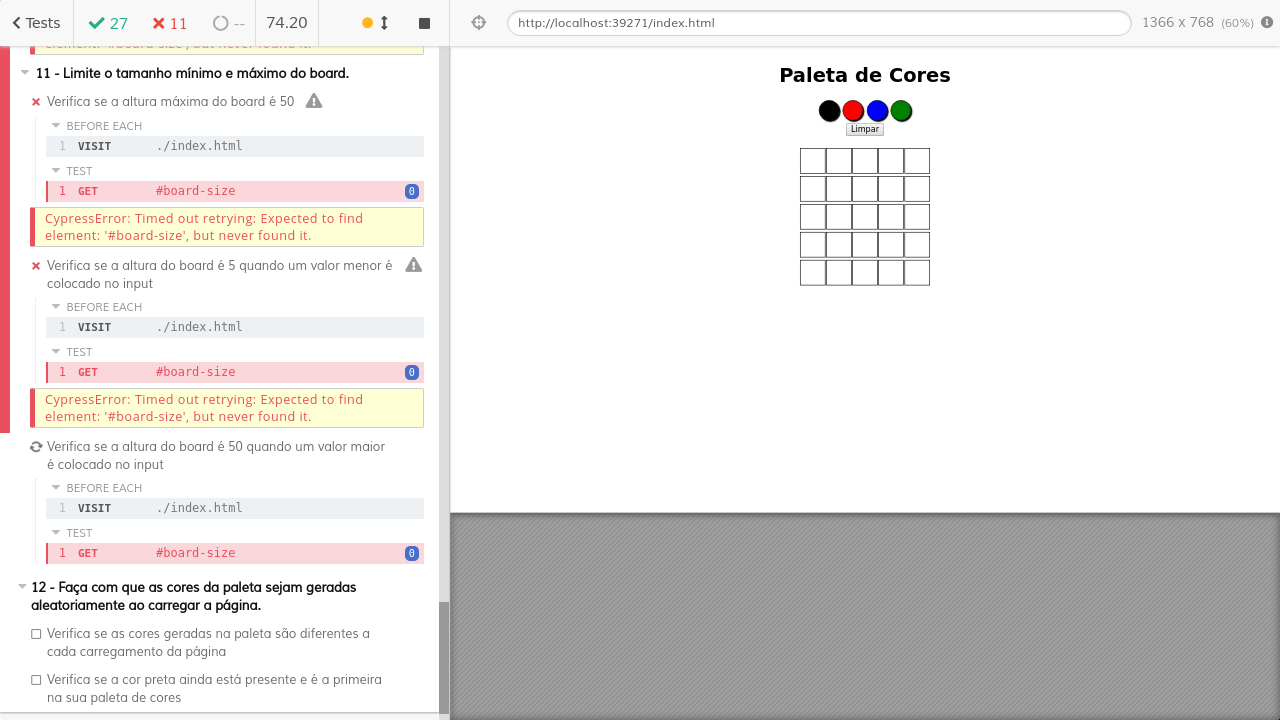 Tests 27 11 -- 74.20
http://localhost:39271/index.html 1366 x 768 (60%)
element: '#board-size', but never found it.
11 - Limite o tamanho mínimo e máximo do board.
Verifica se a altura máxima do board é 50
BEFORE EACH
1 VISIT ./index.html
TEST
1 GET #board-size 0
CypressError: Timed out retrying: Expected to find
element: '#board-size', but never found it.
Verifica se a altura do board é 5 quando um valor menor é
colocado no input
BEFORE EACH
1 VISIT ./index.html
TEST
1 GET #board-size 0
CypressError: Timed out retrying: Expected to find
element: '#board-size', but never found it.
Verifica se a altura do board é 50 quando um valor maior
é colocado no input
BEFORE EACH
1 VISIT ./index.html
TEST
1 GET #board-size 0
12 - Faça com que as cores da paleta sejam geradas
aleatoriamente ao carregar a página.
Verifica se as cores geradas na paleta são diferentes a
cada carregamento da página
Verifica se a cor preta ainda está presente e é a primeira
na sua paleta de cores
Paleta de Cores
Limpar